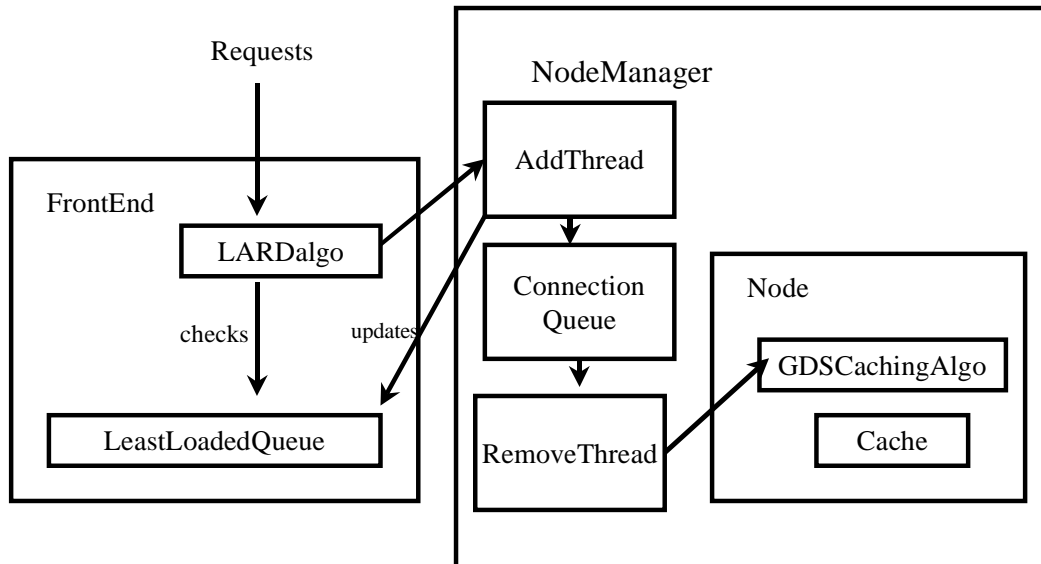 Requests
NodeManager
AddThread
FrontEnd
LARDalgo
Connection
Queue
Node
checks
updates
GDSCachingAlgo
LeastLoadedQueue
RemoveThread
Cache